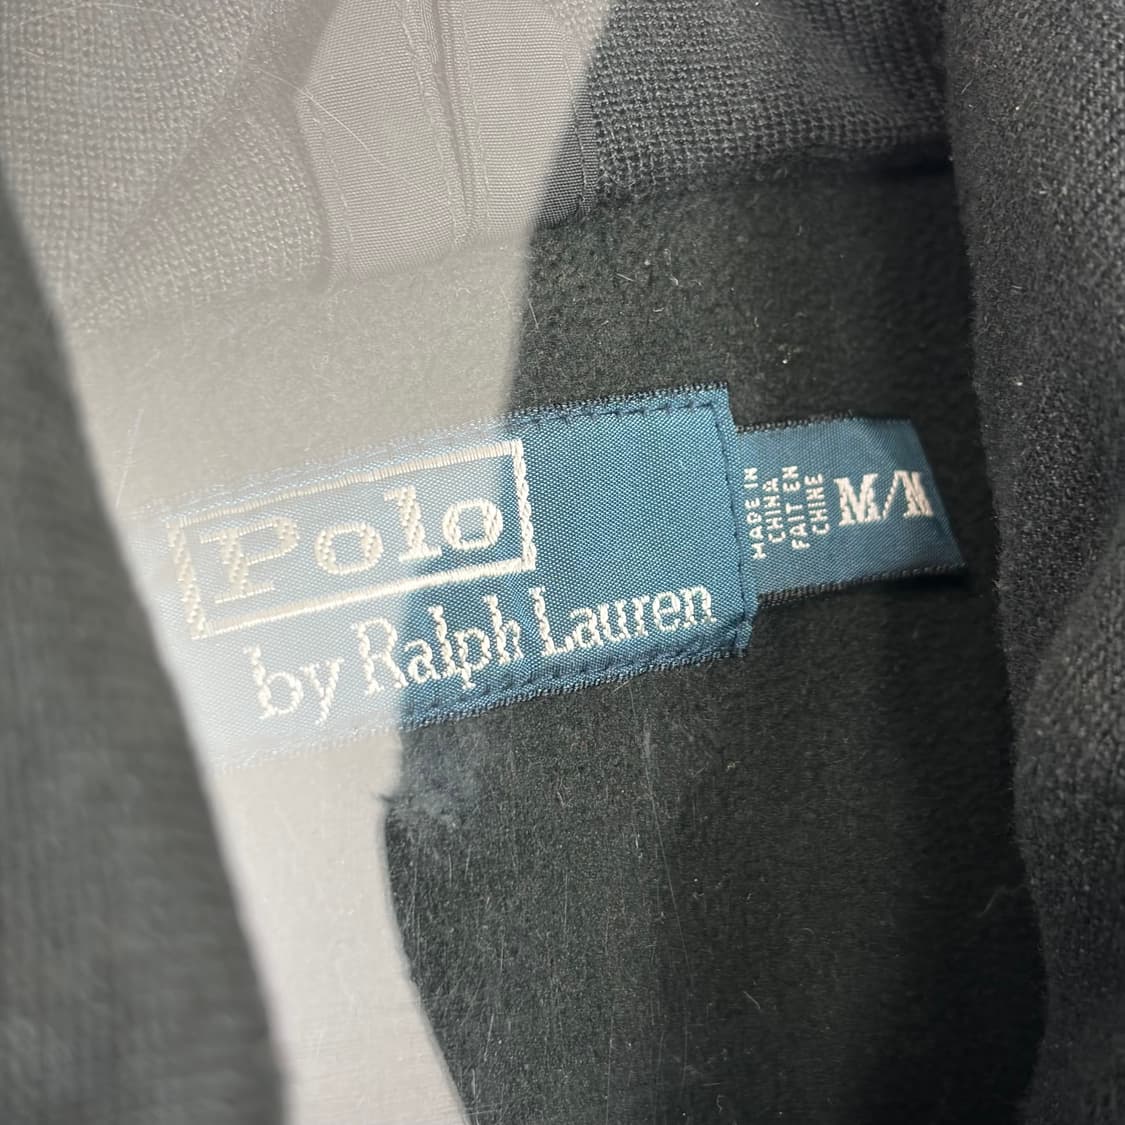 Polo
by Ralph Lauren
MADE IN
CHINA
FAIT EN
CHINE
M/M